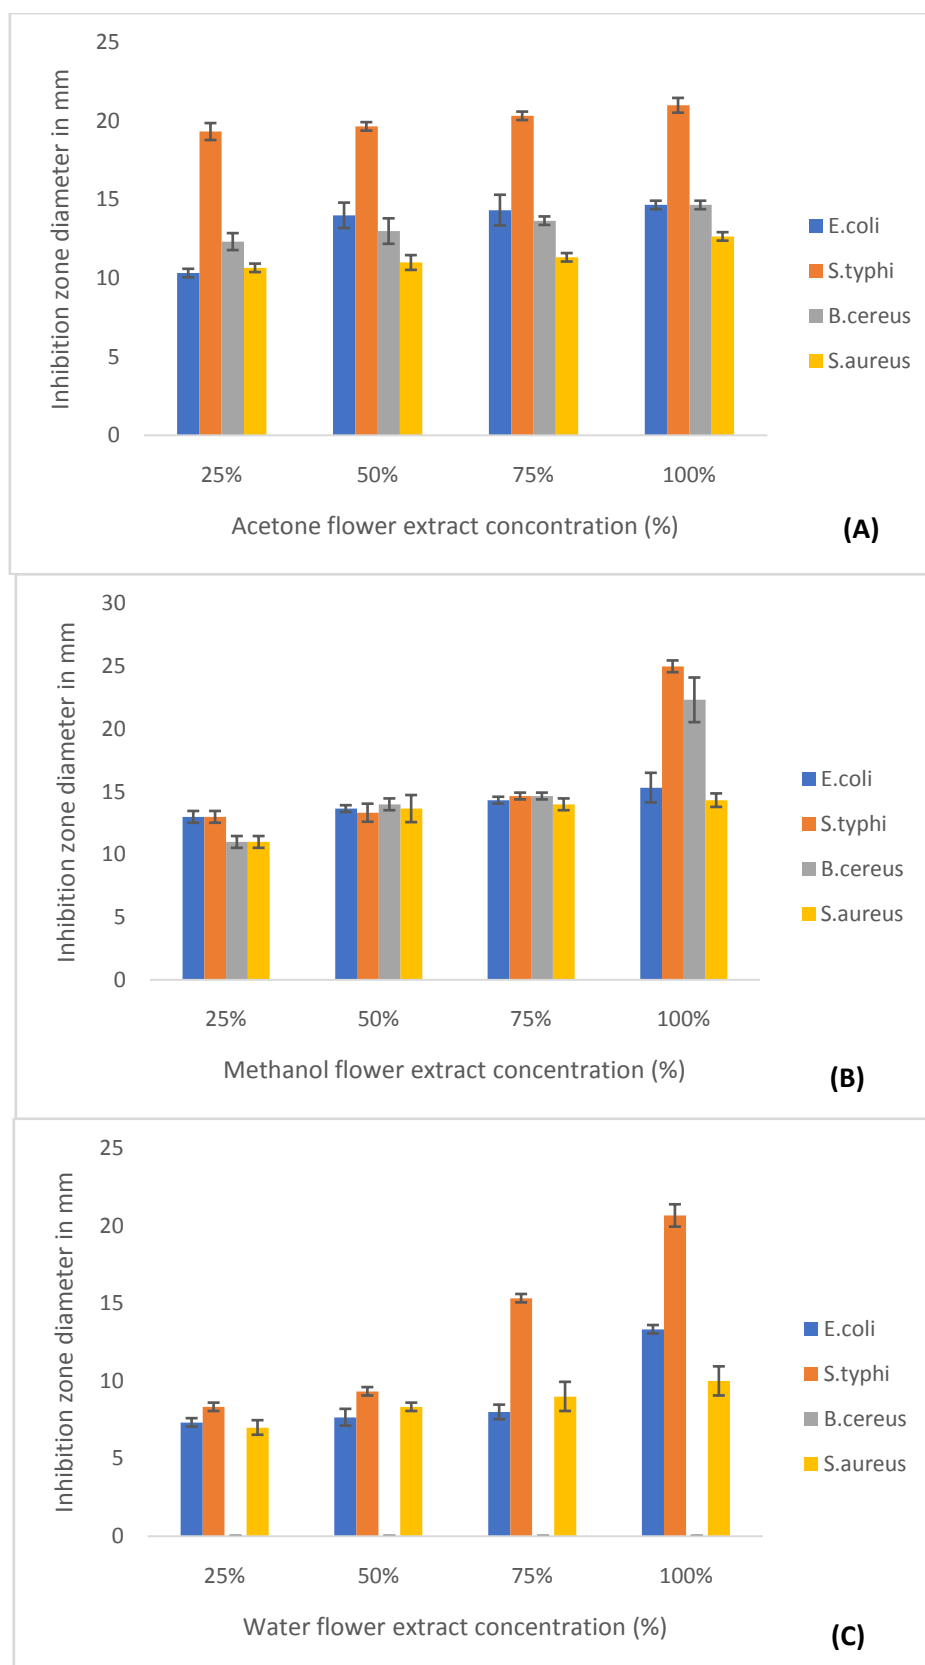 Inhibition zone diameter in mm
25
20
15
10
5
0
25% 50% 75% 100%
Acetone flower extract concontration (%)
E.coli
S.typhi
B.cereus
S.aureus
(A)
Inhibition zone diameter in mm
30
25
20
15
10
5
0
25% 50% 75% 100%
Methanol flower extract concentration (%)
E.coli
S.typhi
B.cereus
S.aureus
(B)
Inhibition zone diameter in mm
25
20
15
10
5
0
25% 50% 75% 100%
Water flower extract concentration (%)
E.coli
S.typhi
B.cereus
S.aureus
(C)